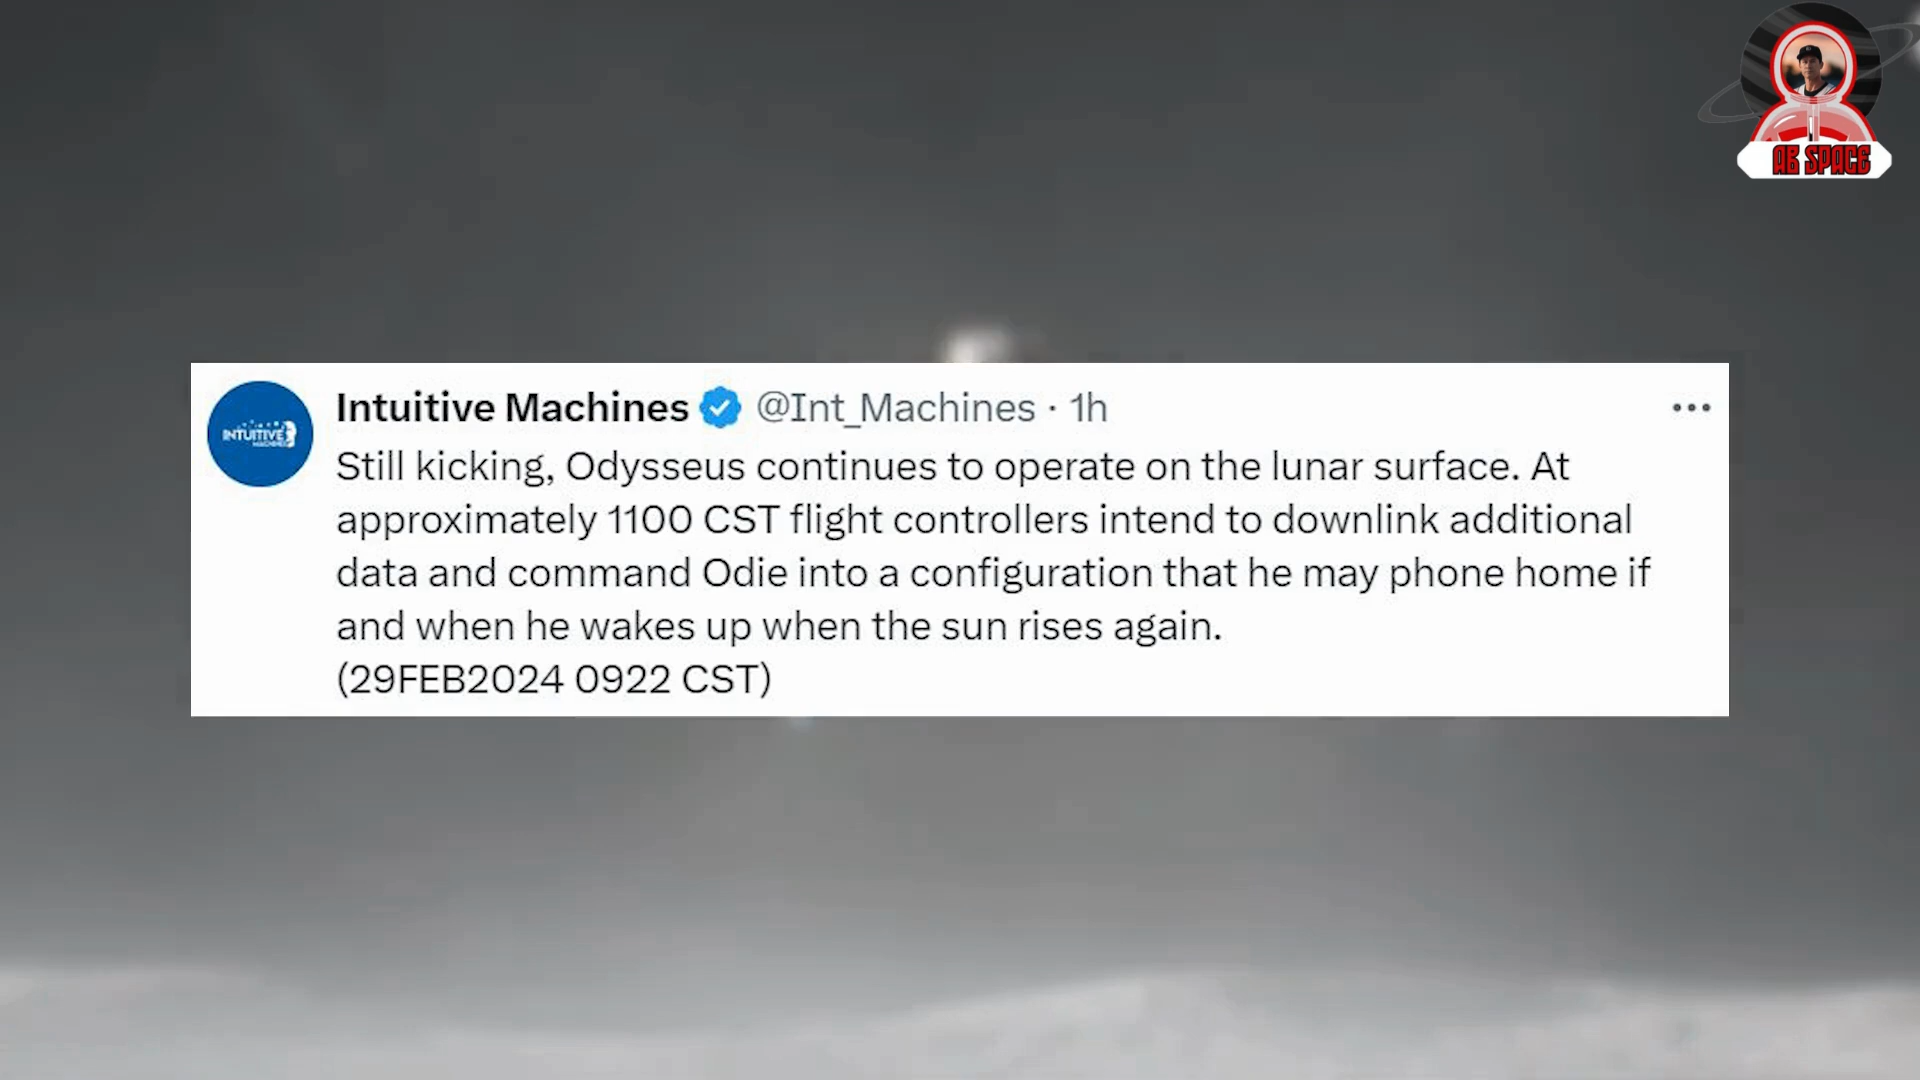 AB SPACE
Intuitive Machines @Int_Machines · 1h
INTUITIVE
MACHINES
Still kicking, Odysseus continues to operate on the lunar surface. At
approximately 1100 CST flight controllers intend to downlink additional
data and command Odie into a configuration that he may phone home if
and when he wakes up when the sun rises again.
(29FEB2024 0922 CST)